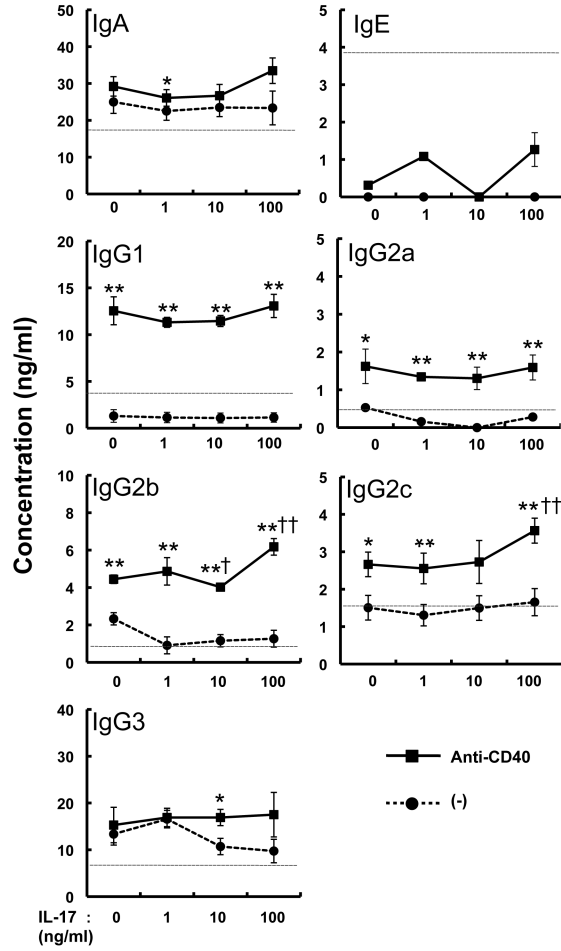 IgA
40
30
20
10
0
*
0 1 10 100
IgE
5
4
3
2
1
0
0 1 10 100
IgG1
20
15
10
5
0
** ** ** **
0 1 10 100
IgG2a
5
4
3
2
1
0
* ** ** **
0 1 10 100
Concentration (ng/ml)
IgG2b
10
8
6
4
2
0
** ** **† **††
0 1 10 100
IgG2c
5
4
3
2
1
0
* ** **††
0 1 10 100
IgG3
40
30
20
10
0
*
IL-17 : 0 1 10 100
(ng/ml)
Anti-CD40
(-)